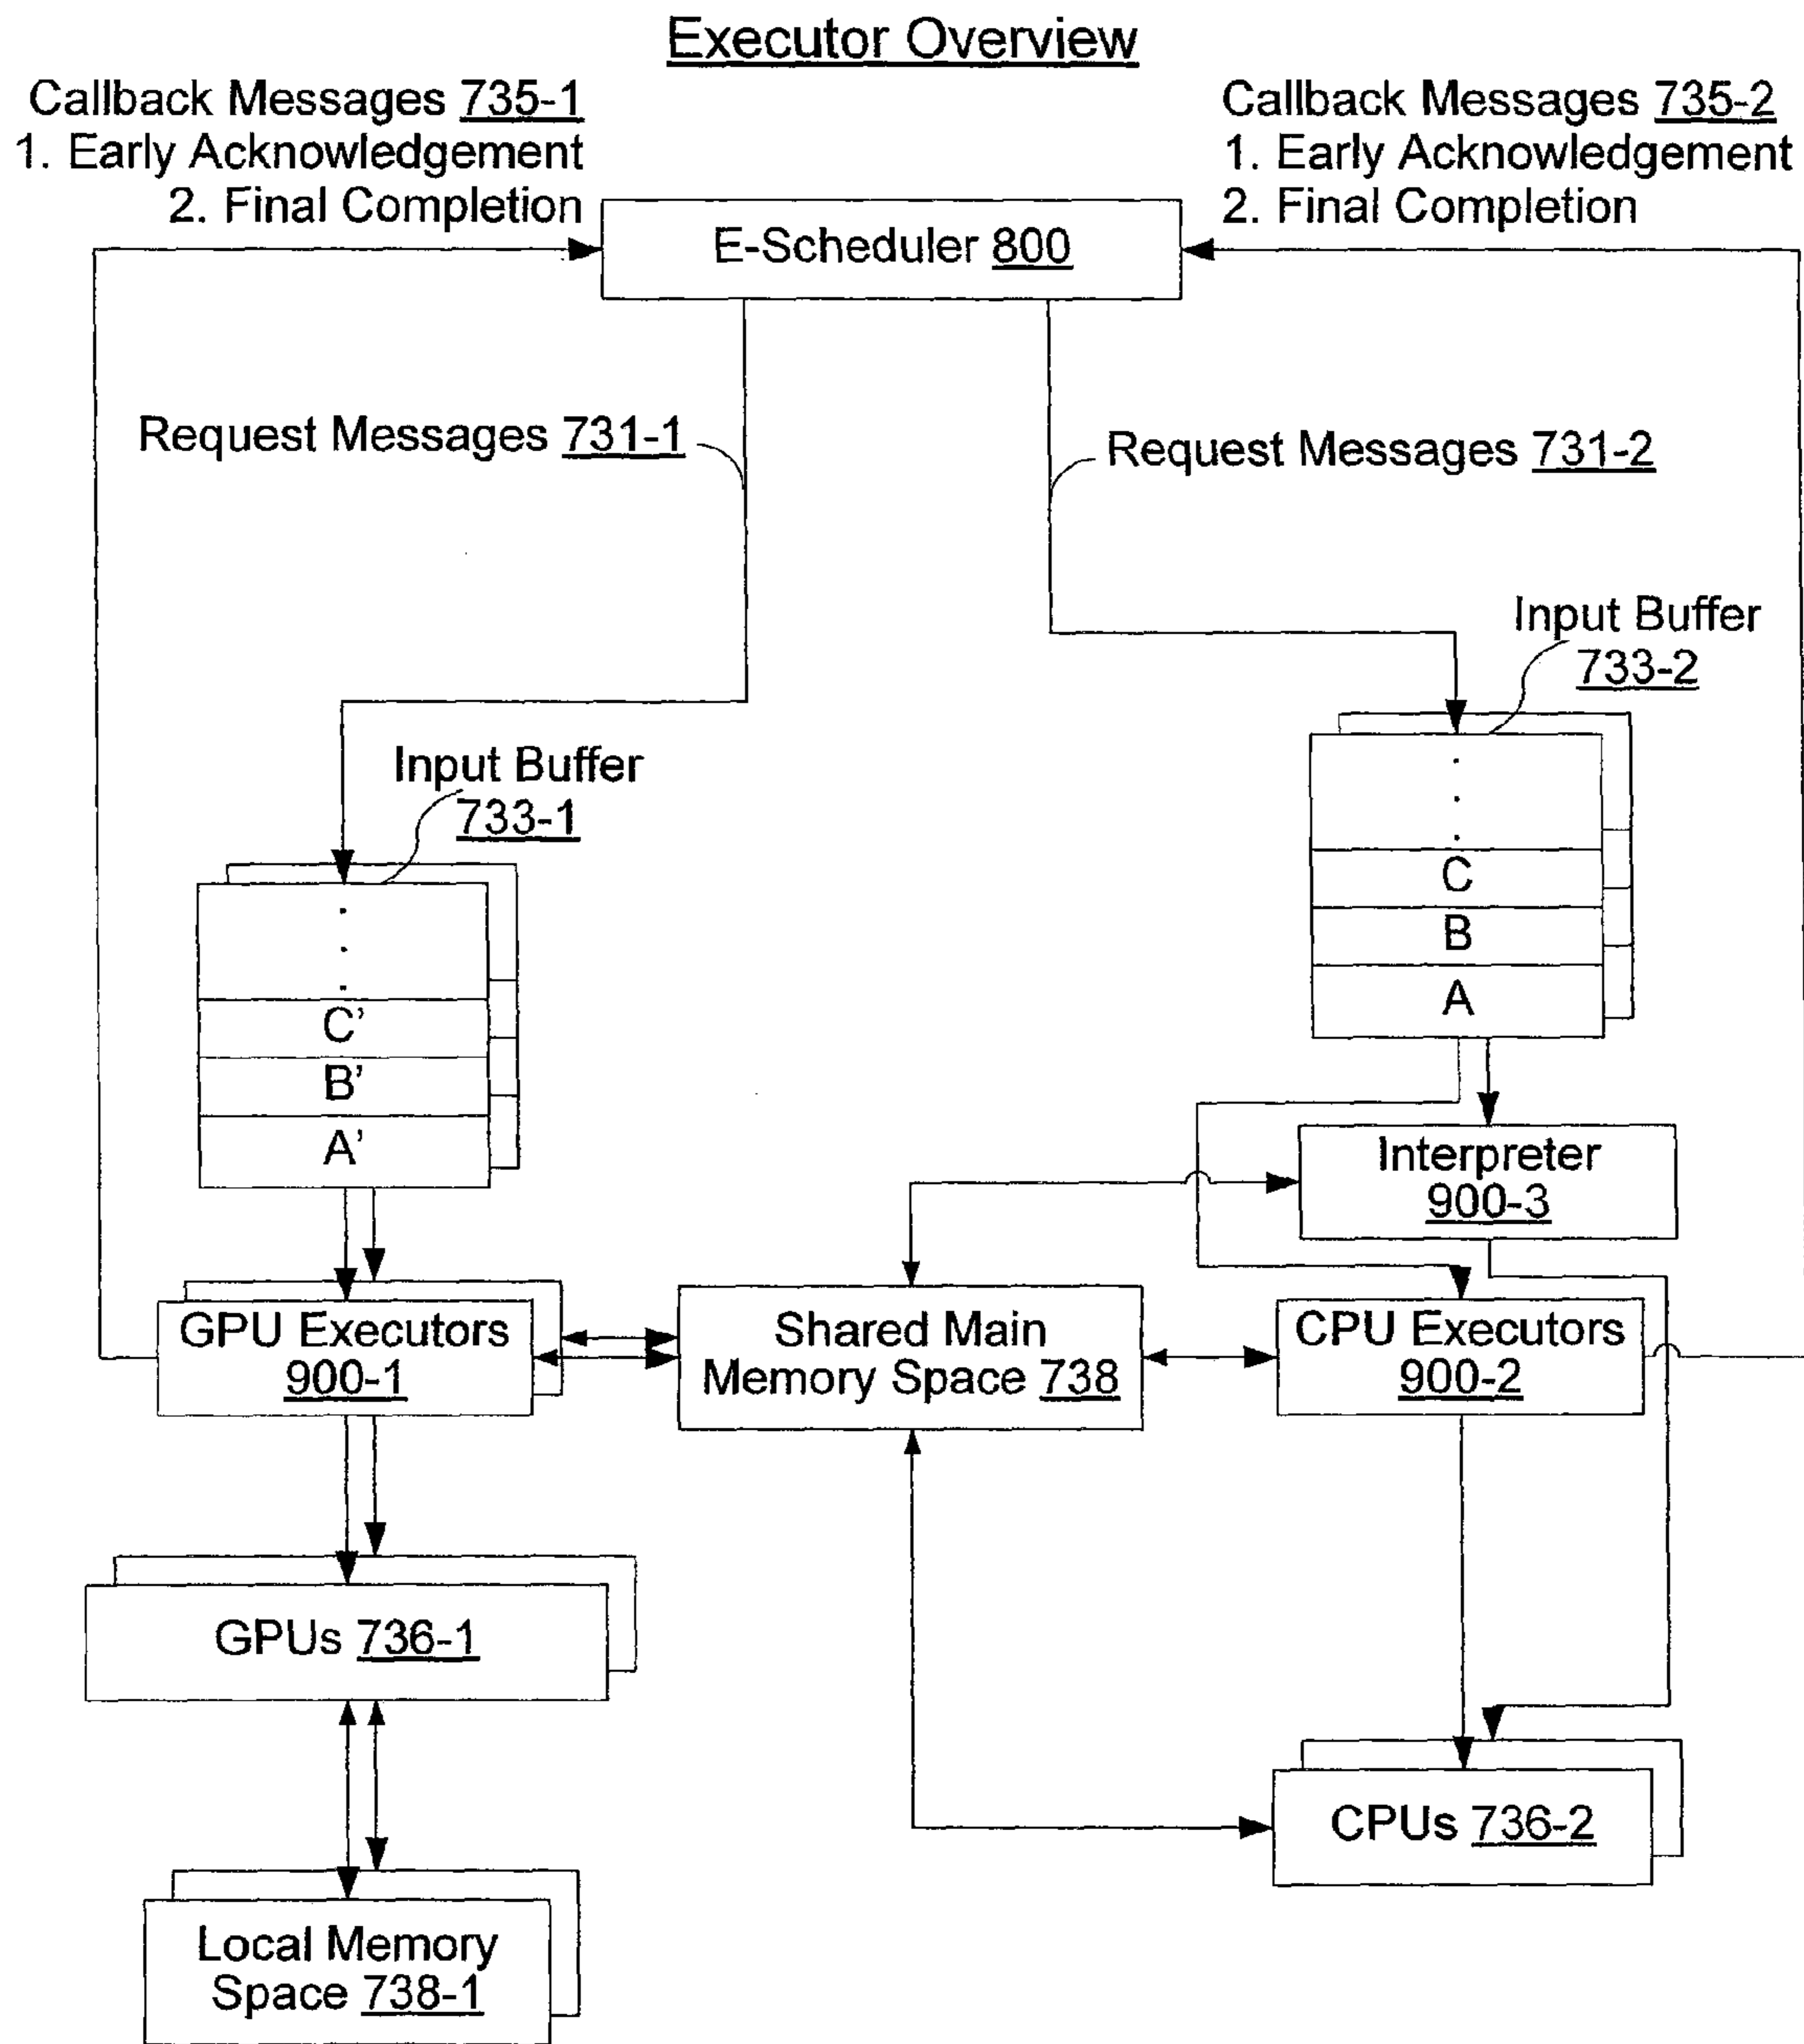 Executor Overview
Callback Messages 735-1
1. Early Acknowledgement
2. Final Completion
Callback Messages 735-2
1. Early Acknowledgement
2. Final Completion
E-Scheduler 800
Request Messages 731-1
Request Messages 731-2
Input Buffer
733-2
Input Buffer
733-1
C
B
A
C'
B'
A'
Interpreter
900-3
GPU Executors
900-1
Shared Main
Memory Space 738
CPU Executors
900-2
GPUs 736-1
CPUs 736-2
Local Memory
Space 738-1